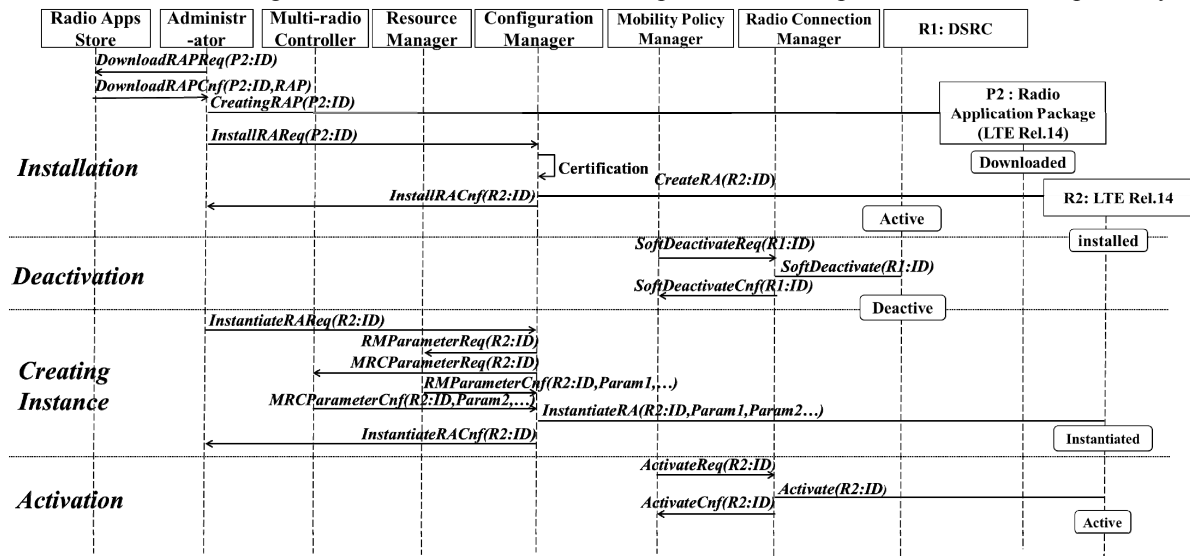 Radio Apps Store
Administr-ator
Multi-radio Controller
Resource Manager
Configuration Manager
Mobility Policy Manager
Radio Connection Manager
R1: DSRC
DownloadRAPReq(P2:ID)
DownloadRAPCnf(P2:ID,RAP)
CreatingRAP(P2:ID)
P2 : Radio
Application Package
(LTE Rel.14)
InstallRAReq(P2:ID)
Downloaded
Installation
Certification
CreateRA(R2:ID)
InstallRACnf(R2:ID)
R2: LTE Rel.14
Active
installed
SoftDeactivateReq(R1:ID)
Deactivation
SoftDeactivate(R1:ID)
SoftDeactivateCnf(R1:ID)
Deactive
InstantiateRAReq(R2:ID)
RMParameterReq(R2:ID)
MRCParameterReq(R2:ID)
Creating
Instance
RMParameterCnf(R2:ID,Param1,…)
MRCParameterCnf(R2:ID,Param2,…)
InstantiateRA(R2:ID,Param1,Param2…)
InstantiateRACnf(R2:ID)
Instantiated
ActivateReq(R2:ID)
Activation
Activate(R2:ID)
ActivateCnf(R2:ID)
Active